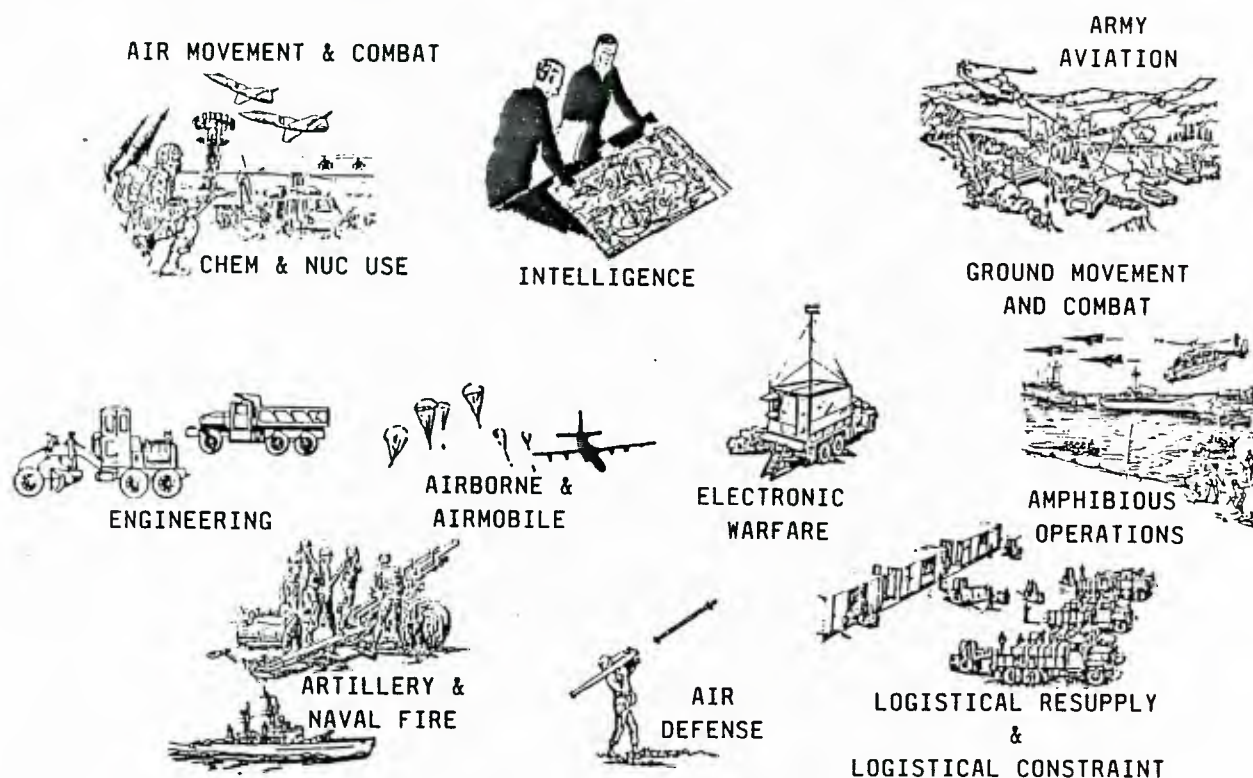 AIR MOVEMENT & COMBAT
ARMY
AVIATION
CHEM & NUC USE
INTELLIGENCE
GROUND MOVEMENT
AND COMBAT
ENGINEERING
AIRBORNE &
AIRMOBILE
ELECTRONIC
WARFARE
AMPHIBIOUS
OPERATIONS
ARTILLERY &
NAVAL FIRE
AIR
DEFENSE
LOGISTICAL RESUPPLY
&
LOGISTICAL CONSTRAINT